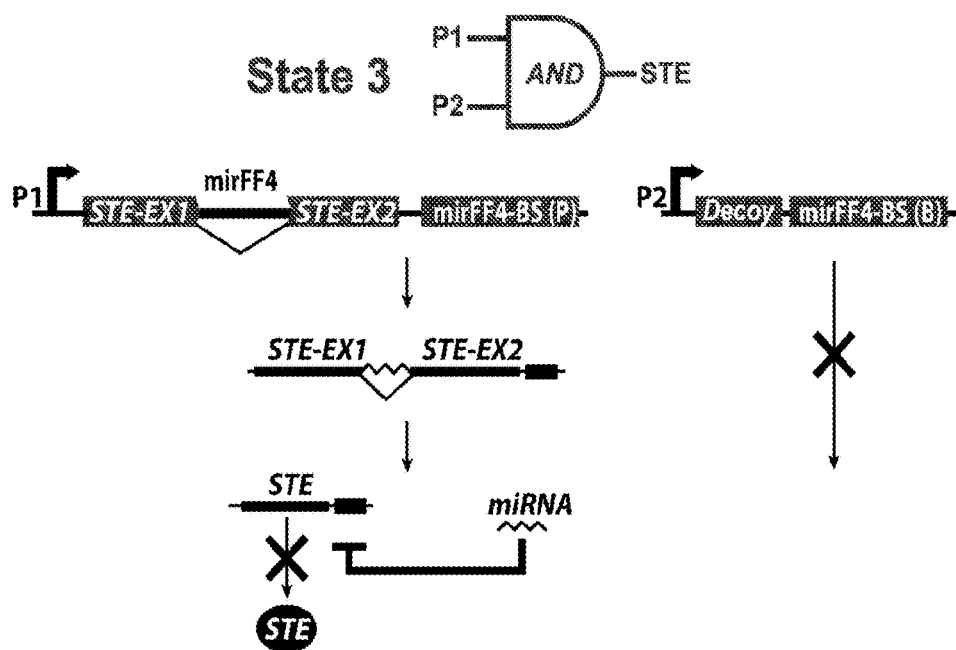 State 3
P1
P2
AND
STE
P1
mirFF4
STE-EX1
STE-EX2
mirFF4-BS (P)
P2
Decoy
mirFF4-BS (B)
STE-EX1
STE-EX2
STE
miRNA
STE